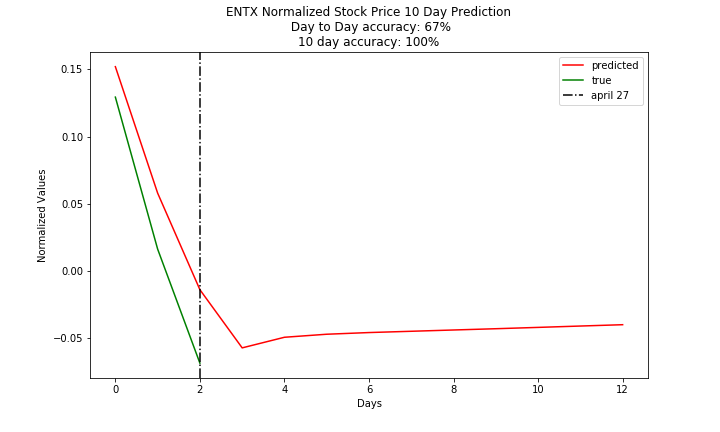 ENTX Normalized Stock Price 10 Day Prediction
Day to Day accuracy: 67%
10 day accuracy: 100%
predicted
true
april 27
Normalized Values
0.15
0.10
0.05
0.00
−0.05
0 2 4 6 8 10 12
Days